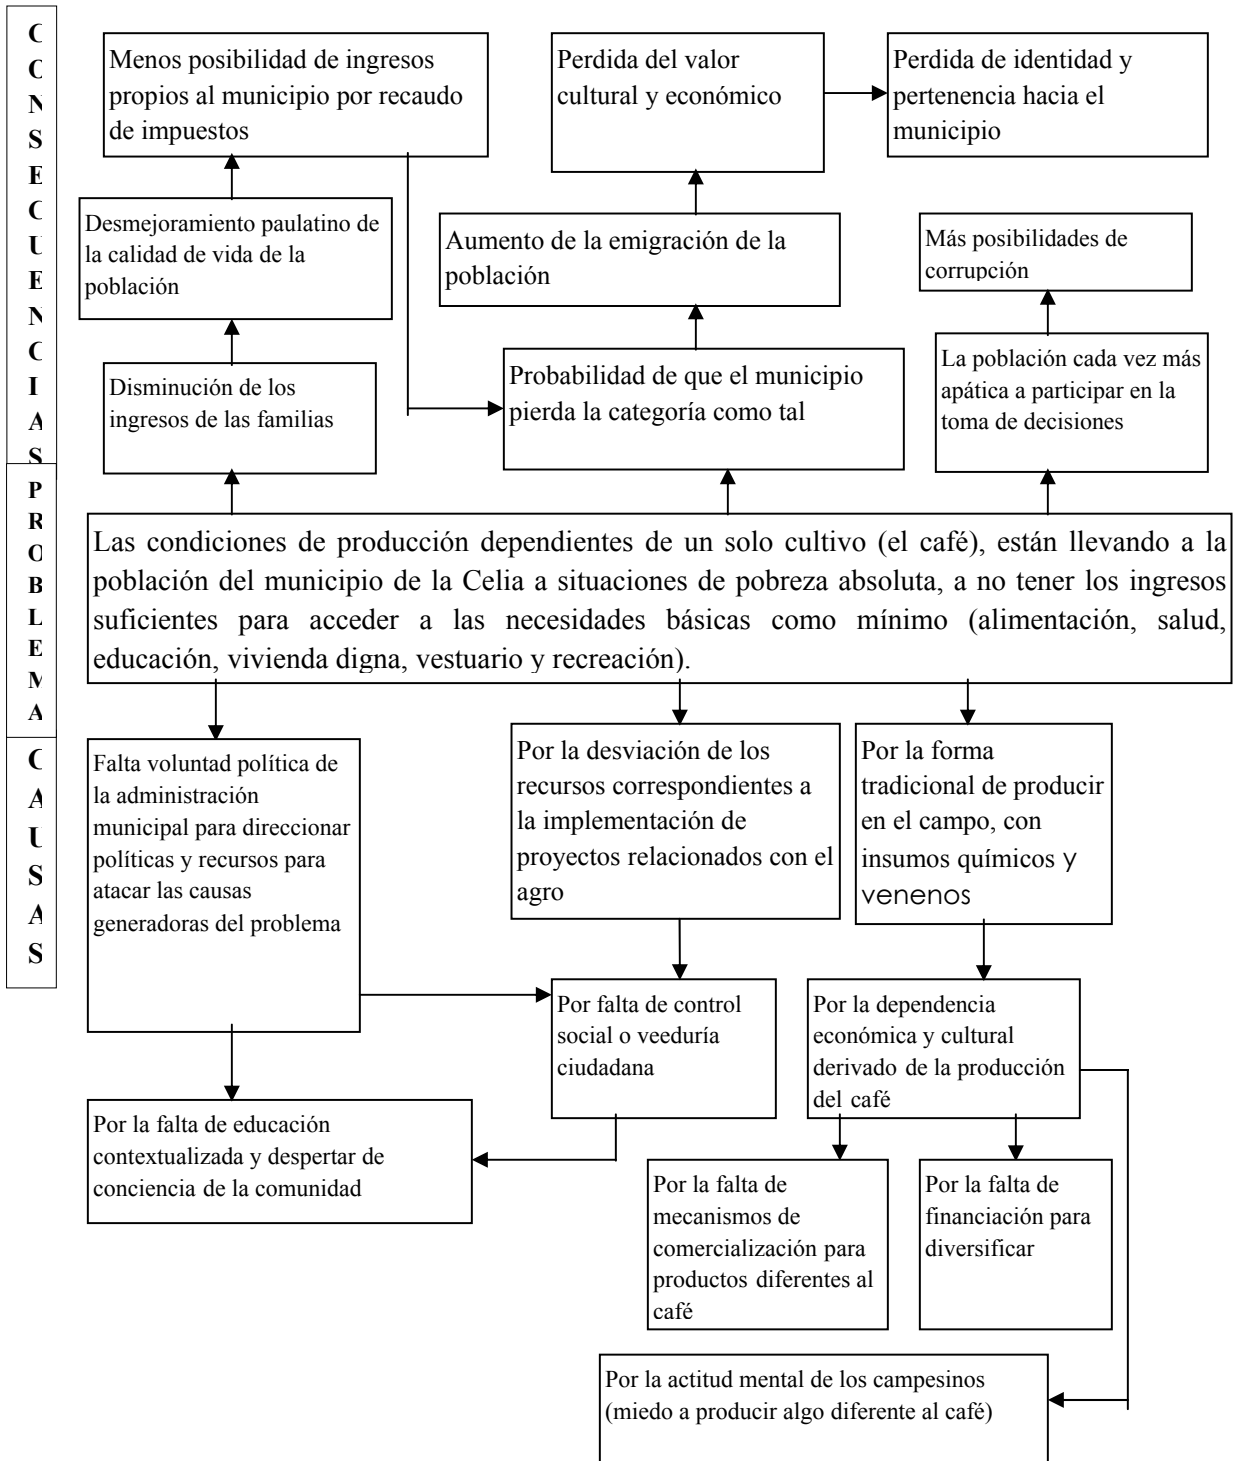 CONSECUENCIAS
Menos posibilidad de ingresos
propios al municipio por recaudo
de impuestos
Perdida del valor
cultural y económico
Perdida de identidad y
pertenencia hacia el
municipio
Desmejoramiento paulatino de
la calidad de vida de la
población
Aumento de la emigración de la
población
Más posibilidades de
corrupción
Disminución de los
ingresos de las familias
Probabilidad de que el municipio
pierda la categoría como tal
La población cada vez más
apática a participar en la
toma de decisiones
PROBLEMA
Las condiciones de producción dependientes de un solo cultivo (el café), están llevando a la
población del municipio de la Celia a situaciones de pobreza absoluta, a no tener los ingresos
suficientes para acceder a las necesidades básicas como mínimo (alimentación, salud,
educación, vivienda digna, vestuario y recreación).
CAUSAS
Falta voluntad política de
la administración
municipal para direccionar
políticas y recursos para
atacar las causas
generadoras del problema
Por la desviación de los
recursos correspondientes a
la implementación de
proyectos relacionados con el
agro
Por la forma
tradicional de producir
en el campo, con
insumos químicos y
venenos
Por falta de control
social o veeduría
ciudadana
Por la dependencia
económica y cultural
derivado de la producción
del café
Por la falta de educación
contextualizada y despertar de
conciencia de la comunidad
Por la falta de
mecanismos de
comercialización para
productos diferentes al
café
Por la falta de
financiación para
diversificar
Por la actitud mental de los campesinos
(miedo a producir algo diferente al café)